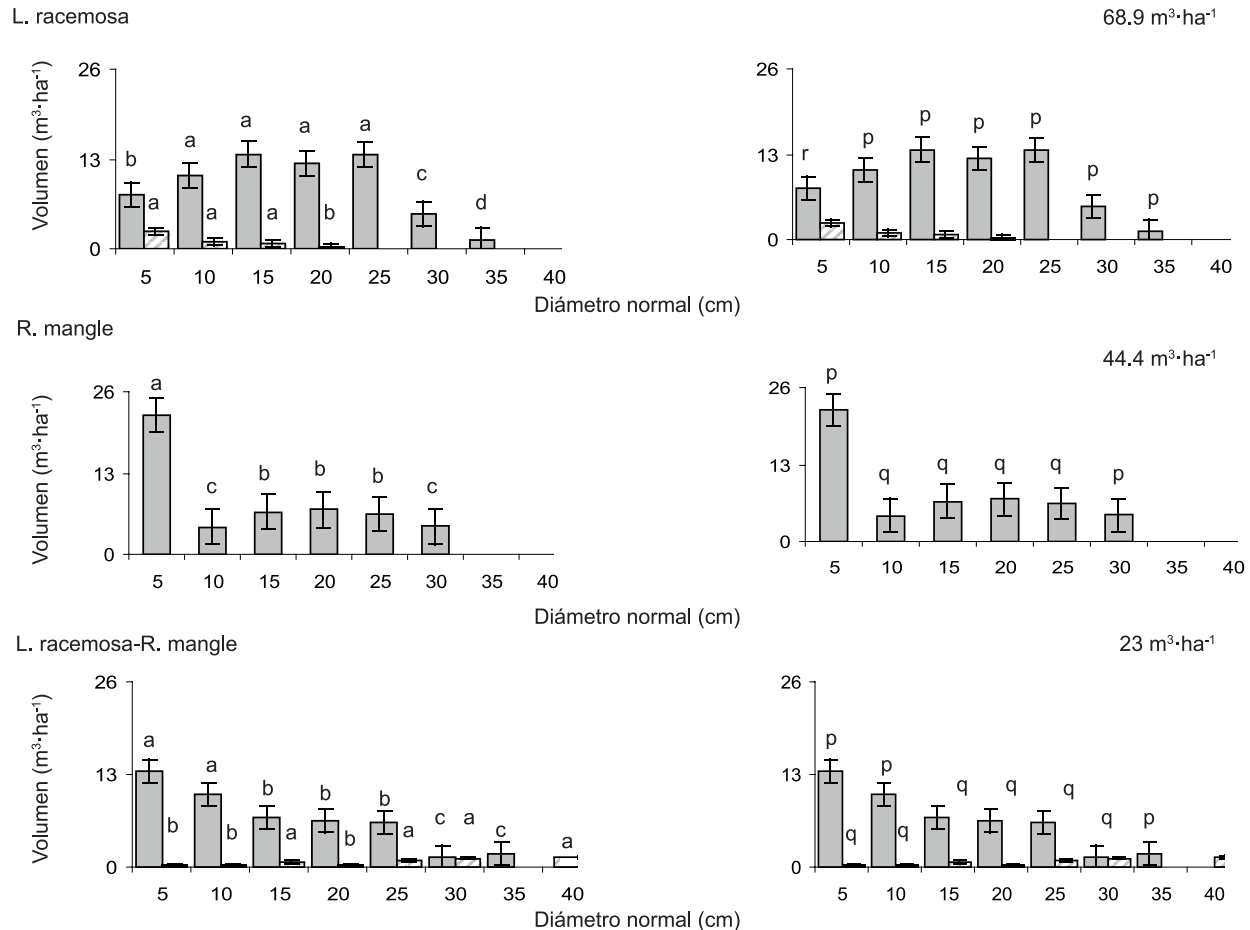 L. racemosa
68.9 m³·ha⁻¹
Volumen (m³·ha⁻¹)
26
13
0
b a a a a a a b a c d
5 10 15 20 25 30 35
26
13
0
r p p p p p p
5 10 15 20 25 30 35 40
Diámetro normal (cm)
R. mangle
44.4 m³·ha⁻¹
Volumen (m³·ha⁻¹)
26
13
0
a c b b b c
5 10 15 20 25 30 35 40
26
13
0
p q q q q p
5 10 15 20 25 30 35 40
Diámetro normal (cm)
L. racemosa-R. mangle
23 m³·ha⁻¹
Volumen (m³·ha⁻¹)
26
13
0
a b a b b a b b b a c a c a
5 10 15 20 25 30 35 40
26
13
0
p q p q q q q q p
5 10 15 20 25 30 35 40
Diámetro normal (cm)